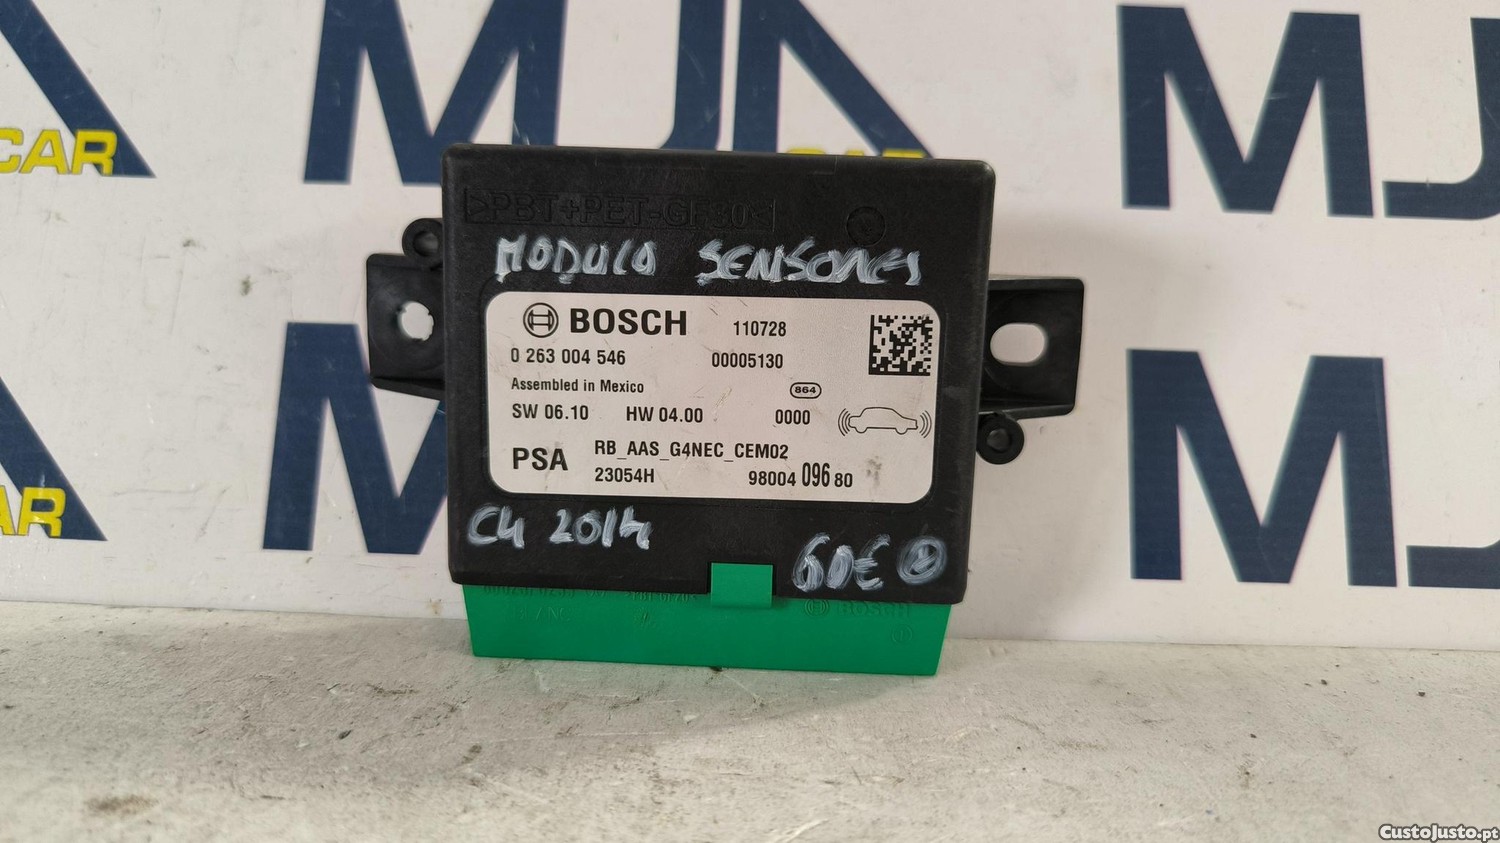 MJA
M
CAR
CAR
MJ
>PBT+PET-GF30<
MODULO SENSORES
BOSCH 110728
0 263 004 546 00005130
Assembled in Mexico 864
SW 06.10 HW 04.00 0000
PSA RB_AAS_G4NEC_CEM02
23054H 98004 096 80
C4 2014
60€
BOSCH
AR
M
MJ
CustoJusto.pt